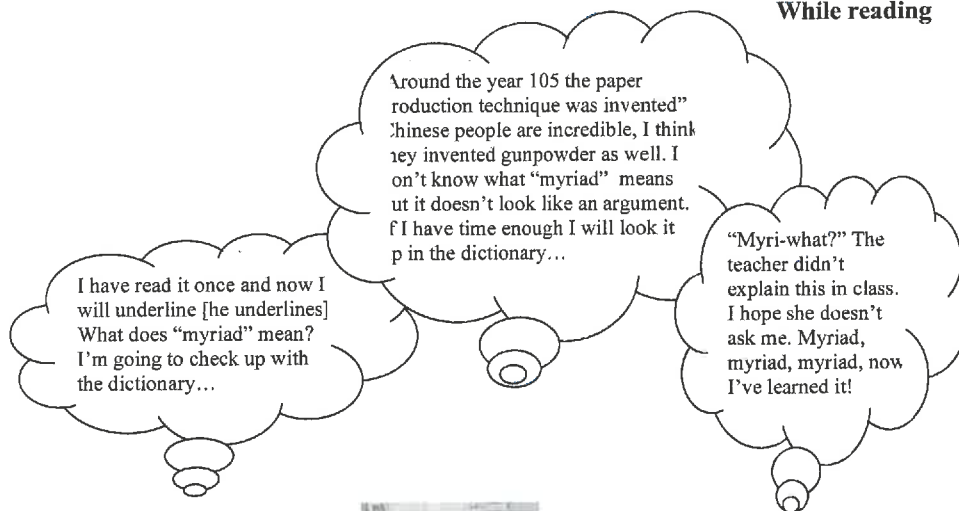 While reading
I have read it once and now I
will underline [he underlines]
What does “myriad” mean?
I'm going to check up with
the dictionary…
round the year 105 the paper
roduction technique was invented”
hinese people are incredible, I think
hey invented gunpowder as well. I
on't know what “myriad” means
ut it doesn't look like an argument.
f I have time enough I will look it
p in the dictionary…
“Myri-what?” The
teacher didn't
explain this in class.
I hope she doesn't
ask me. Myriad,
myriad, myriad, now
I've learned it!